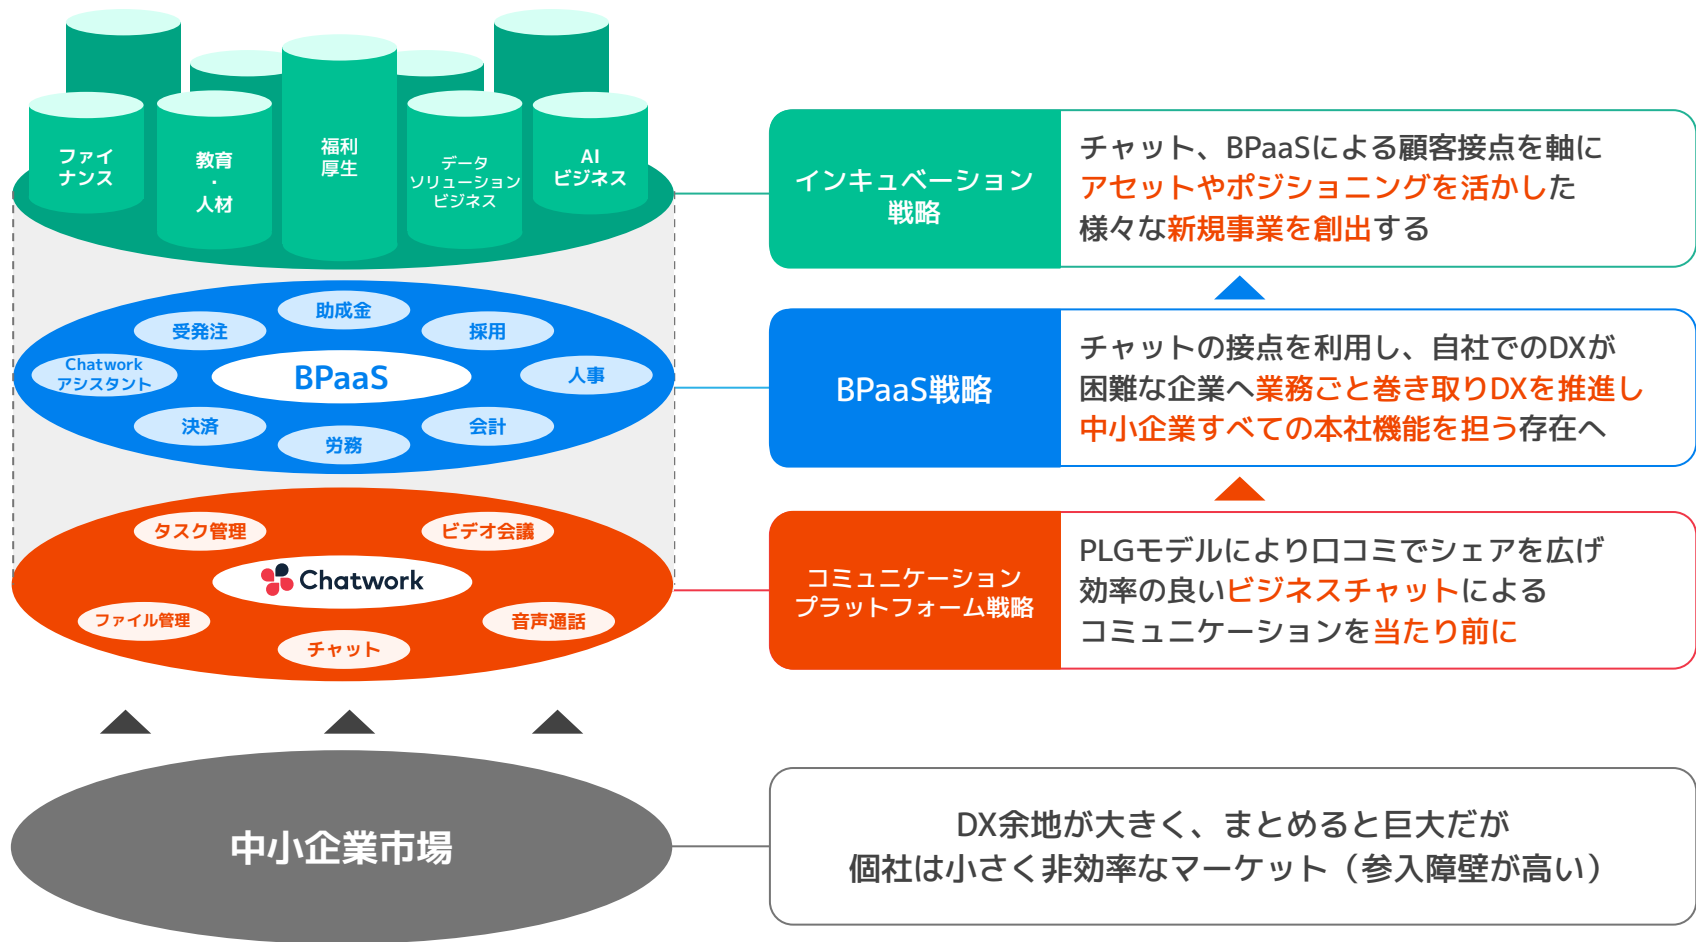 ファイ
ナンス
教育
・
人材
福利
厚生
データ
ソリューション
ビジネス
AI
ビジネス
インキュベーション
戦略
チャット、BPaaSによる顧客接点を軸に
アセットやポジショニングを活かした
様々な新規事業を創出する
助成金
受発注
採用
Chatwork
アシスタント
BPaaS
人事
決済
会計
労務
BPaaS戦略
チャットの接点を利用し、自社でのDXが
困難な企業へ業務ごと巻き取りDXを推進し
中小企業すべての本社機能を担う存在へ
タスク管理
ビデオ会議
Chatwork
ファイル管理
音声通話
チャット
コミュニケーション
プラットフォーム戦略
PLGモデルにより口コミでシェアを広げ
効率の良いビジネスチャットによる
コミュニケーションを当たり前に
中小企業市場
DX余地が大きく、まとめると巨大だが
個社は小さく非効率なマーケット（参入障壁が高い）